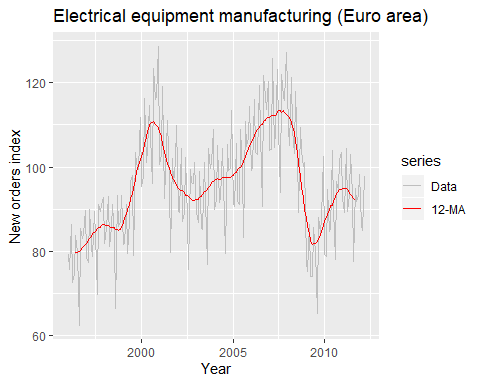 Electrical equipment manufacturing (Euro area)
120
100
80
60
New orders index
2000 2005 2010
Year
series
Data
12-MA